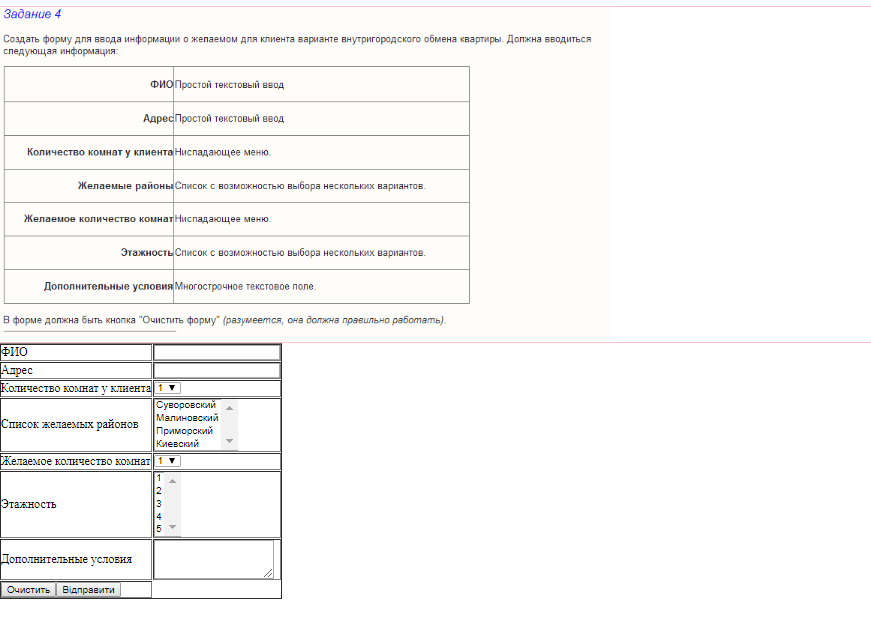 Задание 4
Создать форму для ввода информации о желаемом для клиента варианте внутригородского обмена квартиры. Должна вводиться
следующая информация:
ФИО Простой текстовый ввод
Адрес Простой текстовый ввод
Количество комнат у клиента Ниспадающее меню.
Желаемые районы Список с возможностью выбора нескольких вариантов.
Желаемое количество комнат Ниспадающее меню.
Этажность Список с возможностью выбора нескольких вариантов.
Дополнительные условия Многострочное текстовое поле.
В форме должна быть кнопка "Очистить форму" (разумеется, она должна правильно работать).
ФИО
Адрес
Количество комнат у клиента 1
Список желаемых районов
Суворовский
Малиновский
Приморский
Киевский
Желаемое количество комнат 1
Этажность
1
2
3
4
5
Дополнительные условия
Очистить Відправити